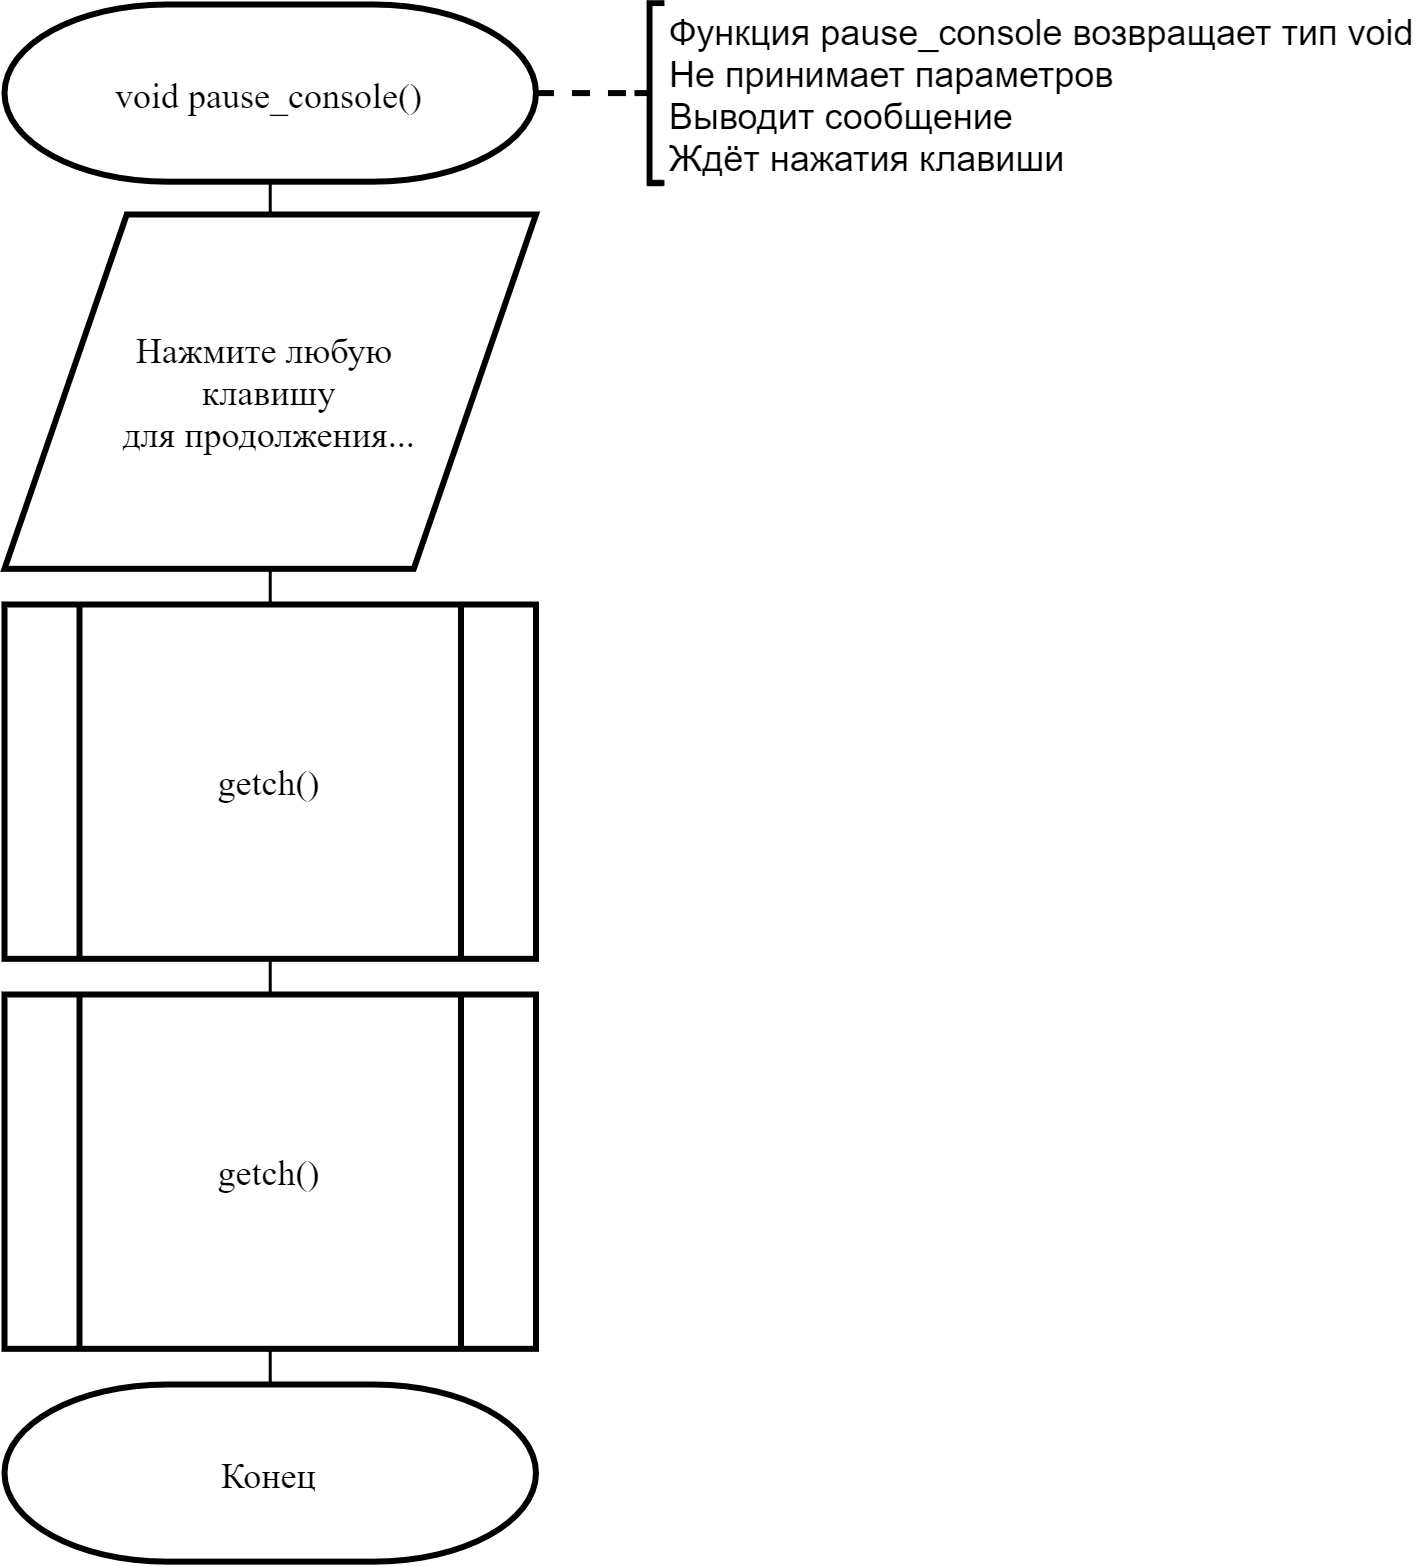 void pause_console()
Функция pause_console возвращает тип void
Не принимает параметров
Выводит сообщение
Ждёт нажатия клавиши
Нажмите любую
клавишу
для продолжения...
getch()
getch()
Конец